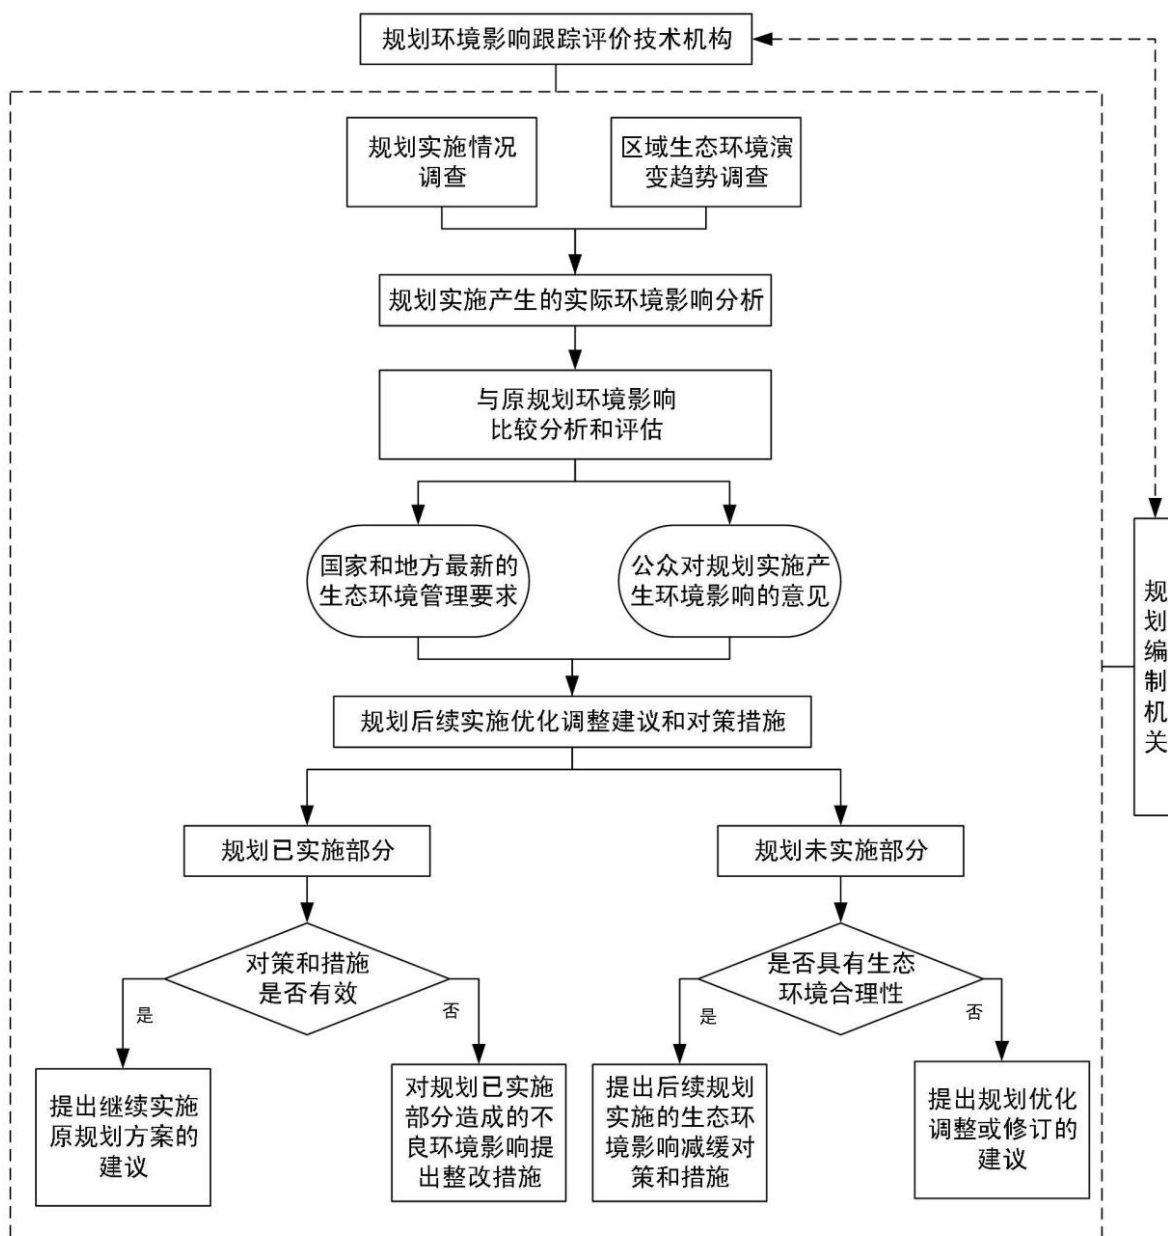 规划环境影响跟踪评价技术机构
规划实施情况
调查
区域生态环境演
变趋势调查
规划实施产生的实际环境影响分析
与原规划环境影响
比较分析和评估
国家和地方最新的
生态环境管理要求
公众对规划实施产
生环境影响的意见
规划编制机关
规划后续实施优化调整建议和对策措施
规划已实施部分
规划未实施部分
对策和措施
是否有效
是否具有生态
环境合理性
是
否
是
否
提出继续实施
原规划方案的
建议
对规划已实施
部分造成的不
良环境影响提
出整改措施
提出后续规划
实施的生态环
境影响减缓对
策和措施
提出规划优化
调整或修订的
建议